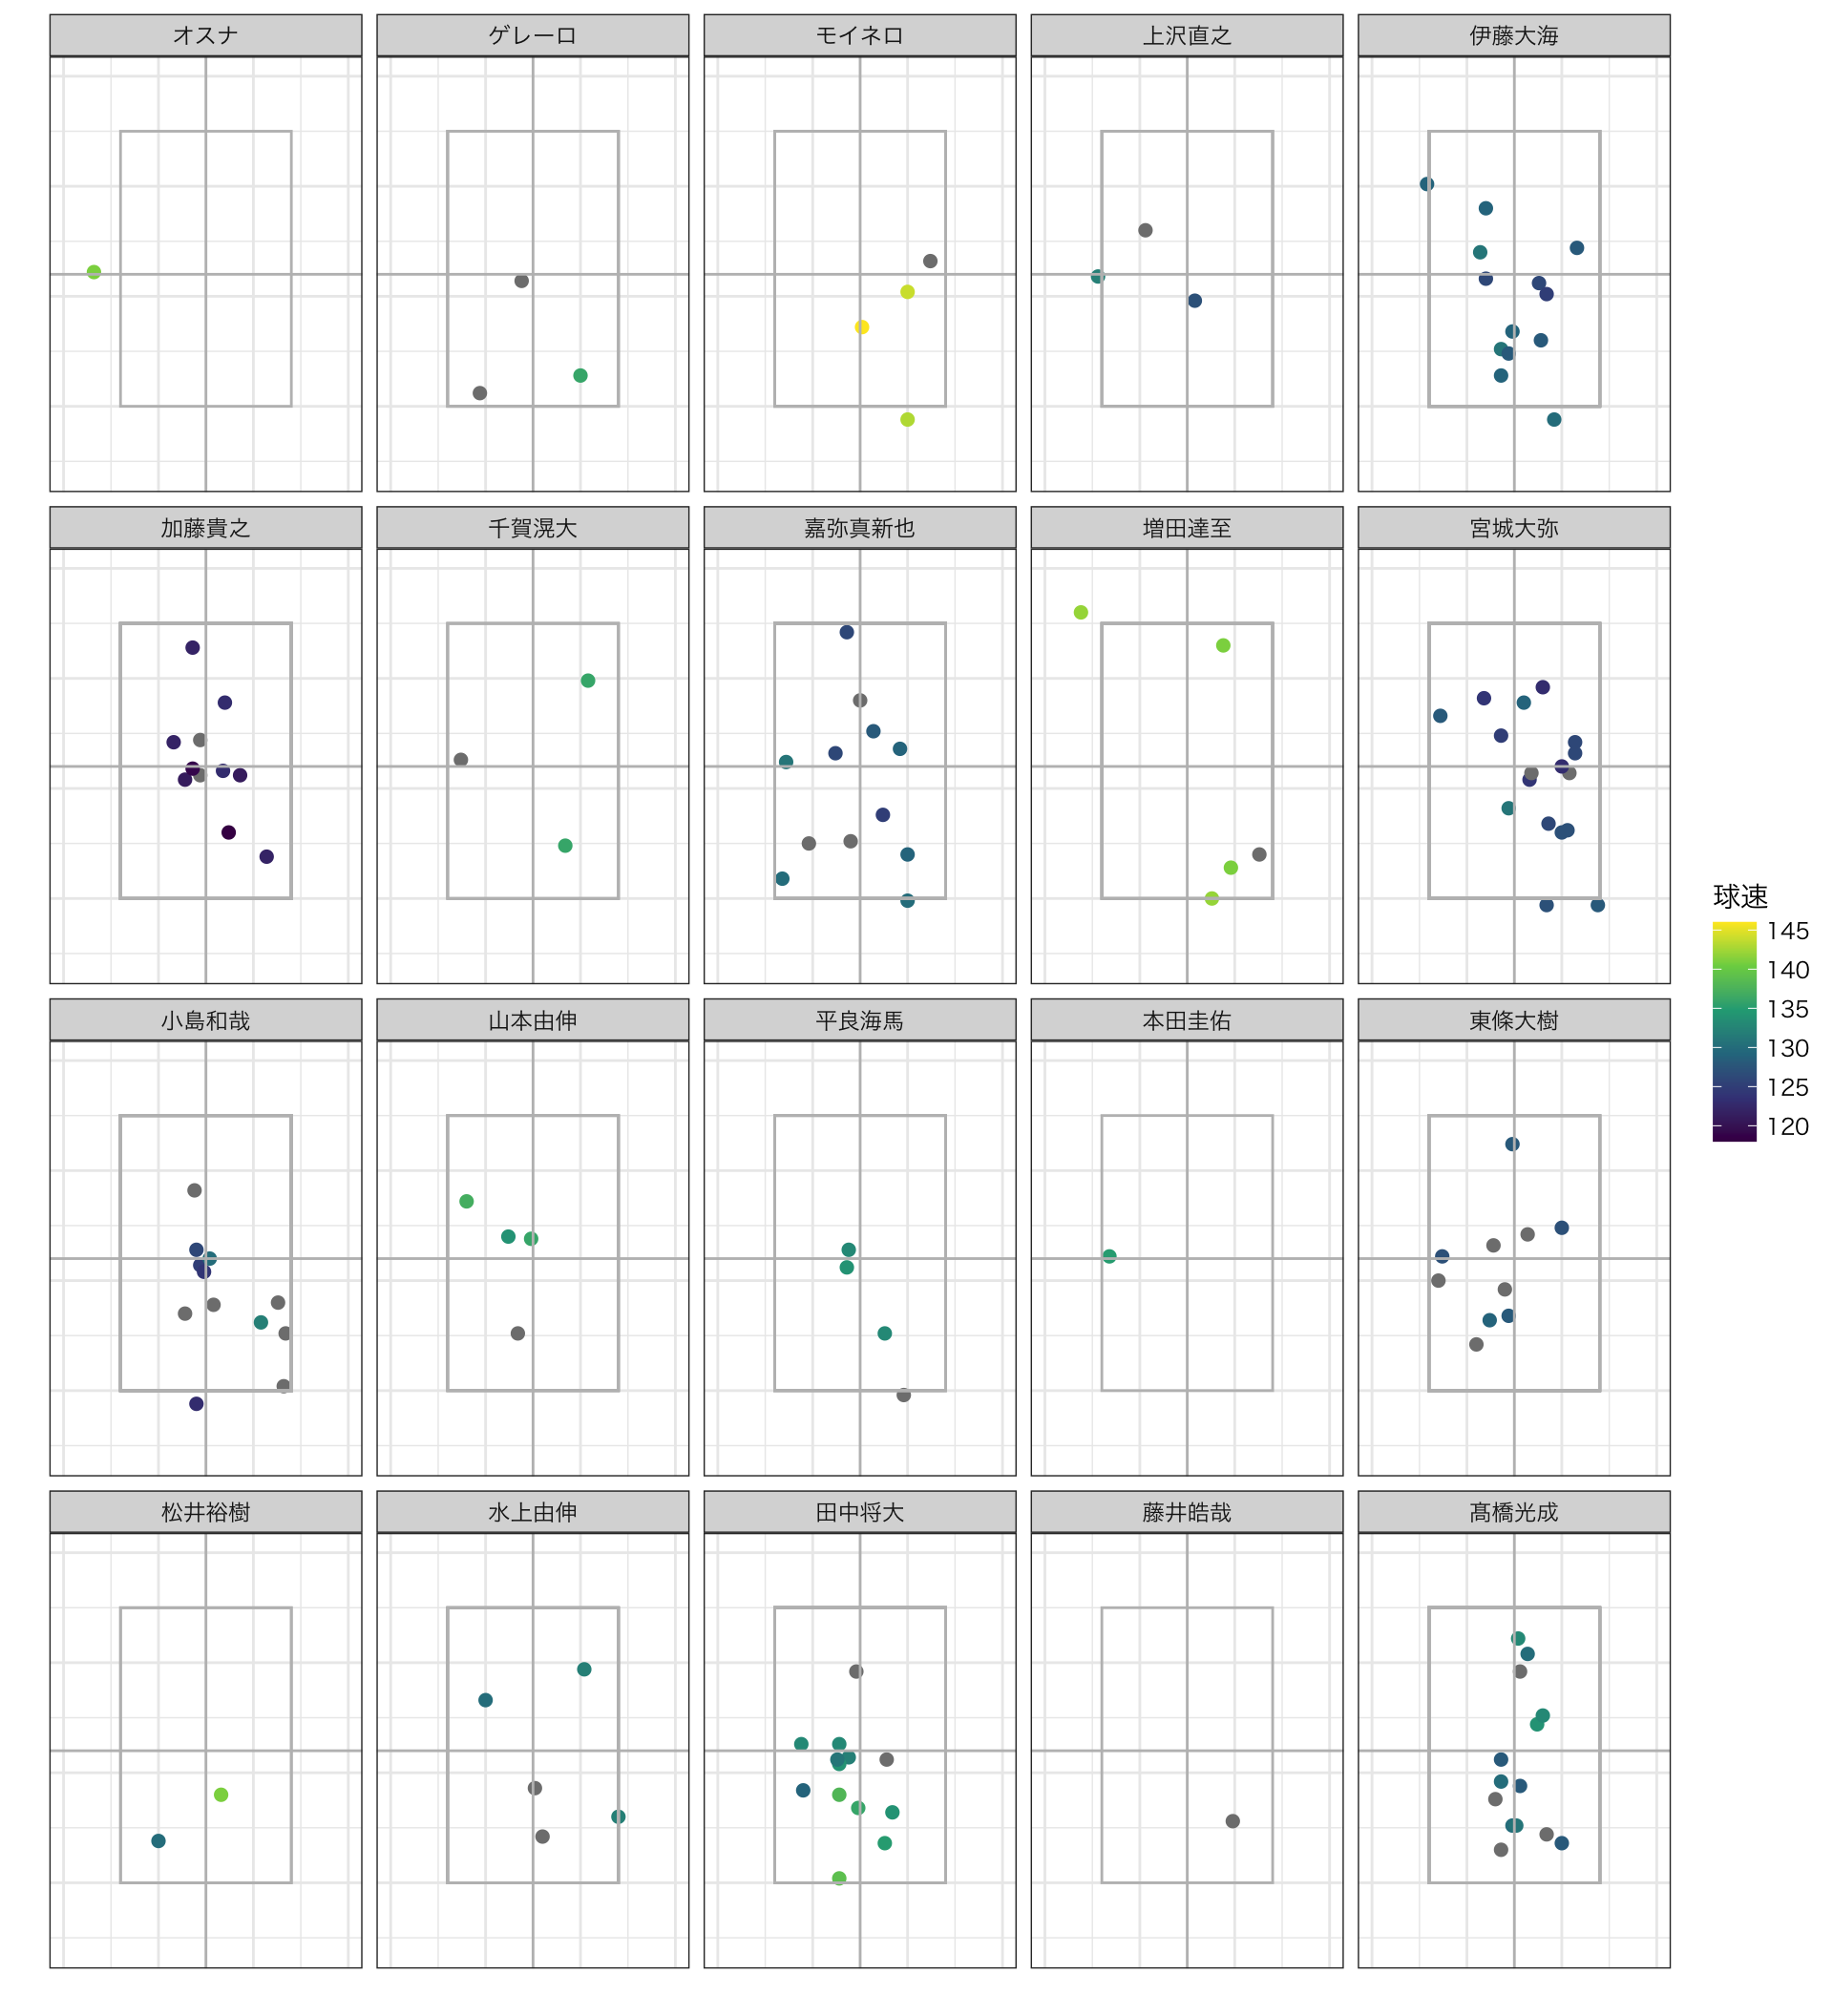 オスナ
ゲレーロ
モイネロ
上沢直之
伊藤大海
加藤貴之
千賀滉大
嘉弥真新也
増田達至
宮城大弥
小島和哉
山本由伸
平良海馬
本田圭佑
東條大樹
松井裕樹
水上由伸
田中将大
藤井皓哉
髙橋光成
球速
145
140
135
130
125
120